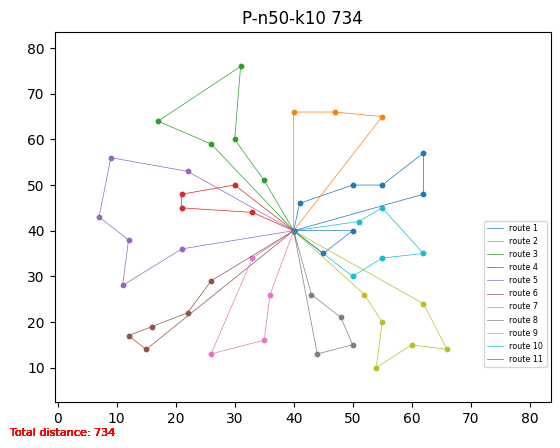 P-n50-k10 734
80
70
60
50
40
30
20
10
0 10 20 30 40 50 60 70 80
route 1
route 2
route 3
route 4
route 5
route 6
route 7
route 8
route 9
route 10
route 11
Total distance: 734